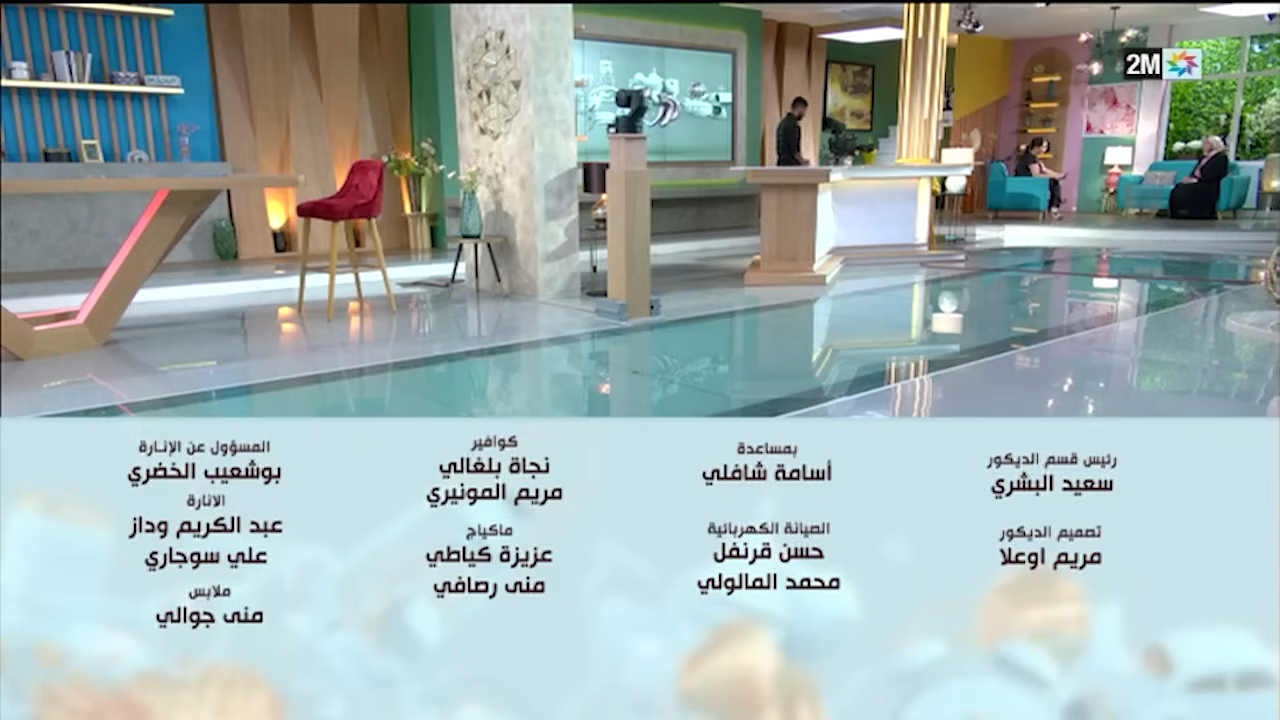 2M
رئيس قسم الديكور
سعيد البشري
تصميم الديكور
مريم اوعلا
بمساعدة
أسامة شافلي
الصيانة الكهربائية
حسن قرنفل
محمد المالولي
كوافير
نجاة بلغالي
مريم المونيري
ماكياج
عزيزة كياطي
منى رصافي
المسؤول عن الإنارة
بوشعيب الخضري
الانارة
عبد الكريم وداز
علي سوجاري
ملابس
منى جوالي